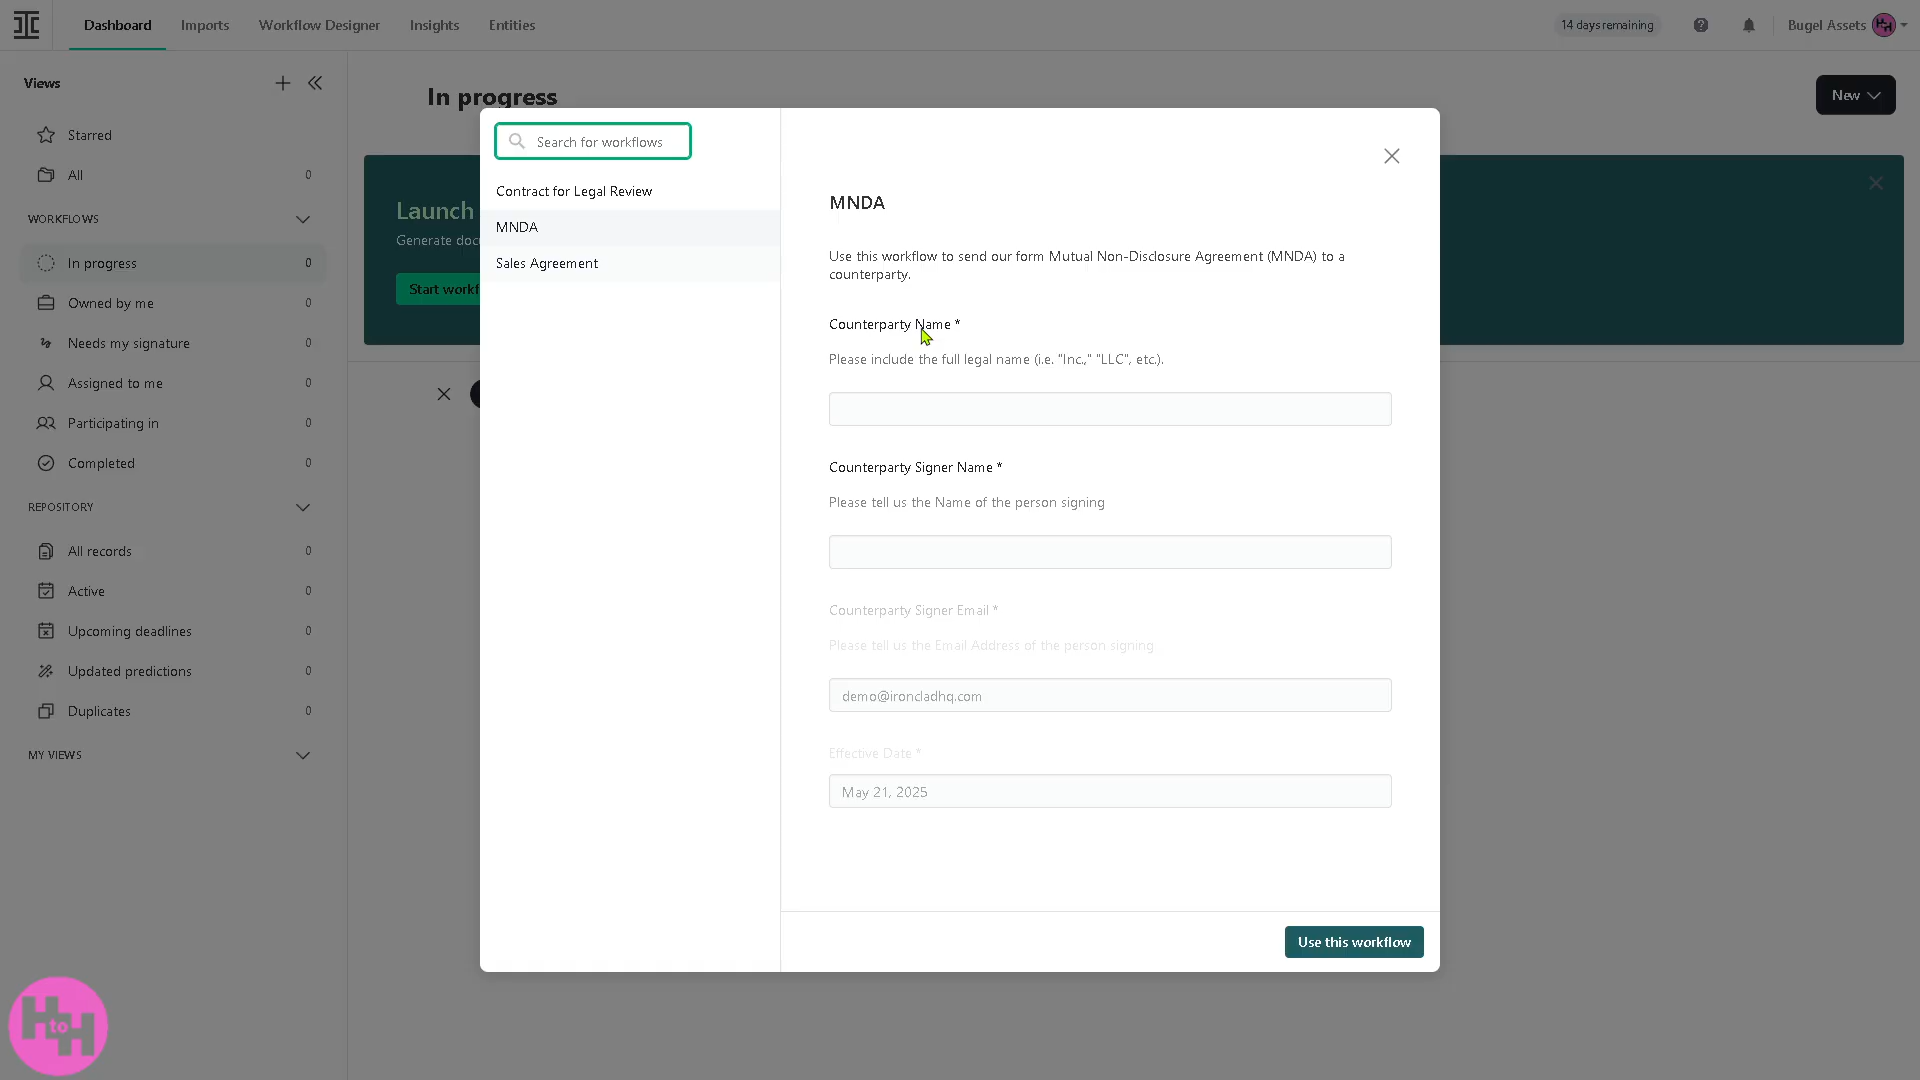 Dashboard
Imports
Workflow Designer
Insights
Entities
14 days remaining
Bugel Assets
Views
Starred
All 0
WORKFLOWS
In progress 0
Owned by me 0
Needs my signature 0
Assigned to me 0
Participating in 0
Completed 0
REPOSITORY
All records 0
Active 0
Upcoming deadlines 0
Updated predictions 0
Duplicates 0
MY VIEWS
In progress
New
Launch
Generate doc
Start workf
Search for workflows
Contract for Legal Review
MNDA
Sales Agreement
MNDA
Use this workflow to send our form Mutual Non-Disclosure Agreement (MNDA) to a
counterparty.
Counterparty Name *
Please include the full legal name (i.e. "Inc.," "LLC", etc.).
Counterparty Signer Name *
Please tell us the Name of the person signing
Counterparty Signer Email *
Please tell us the Email Address of the person signing
demo@ironcladhq.com
Effective Date *
May 21, 2025
Use this workflow
H to H